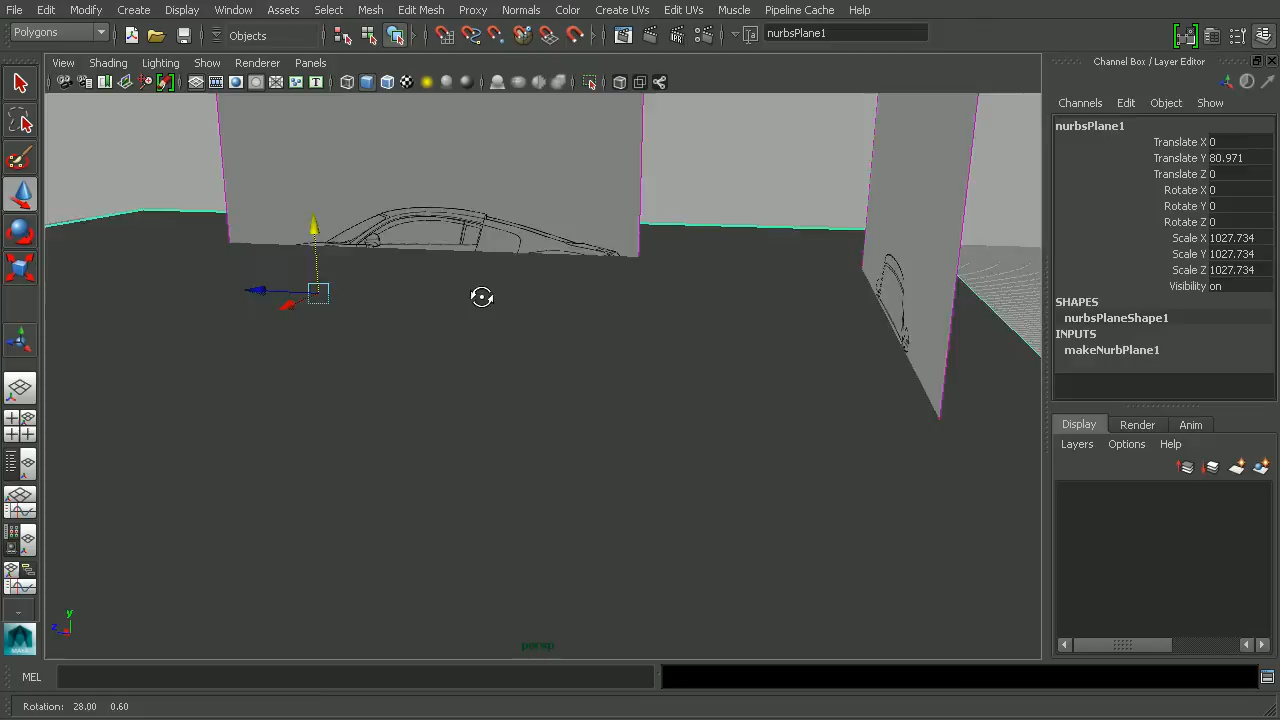 File Edit Modify Create Display Window Assets Select Mesh Edit Mesh Proxy Normals Color Create UVs Edit UVs Muscle Pipeline Cache Help
Polygons Objects nurbsPlane1
View Shading Lighting Show Renderer Panels
Channel Box / Layer Editor
Channels Edit Object Show
nurbsPlane1
Translate X 0
Translate Y 80.971
Translate Z 0
Rotate X 0
Rotate Y 0
Rotate Z 0
Scale X 1027.734
Scale Y 1027.734
Scale Z 1027.734
Visibility on
SHAPES
nurbsPlaneShape1
INPUTS
makeNurbPlane1
Display Render Anim
Layers Options Help
y
z
persp
MEL
Rotation: 28.00 0.60